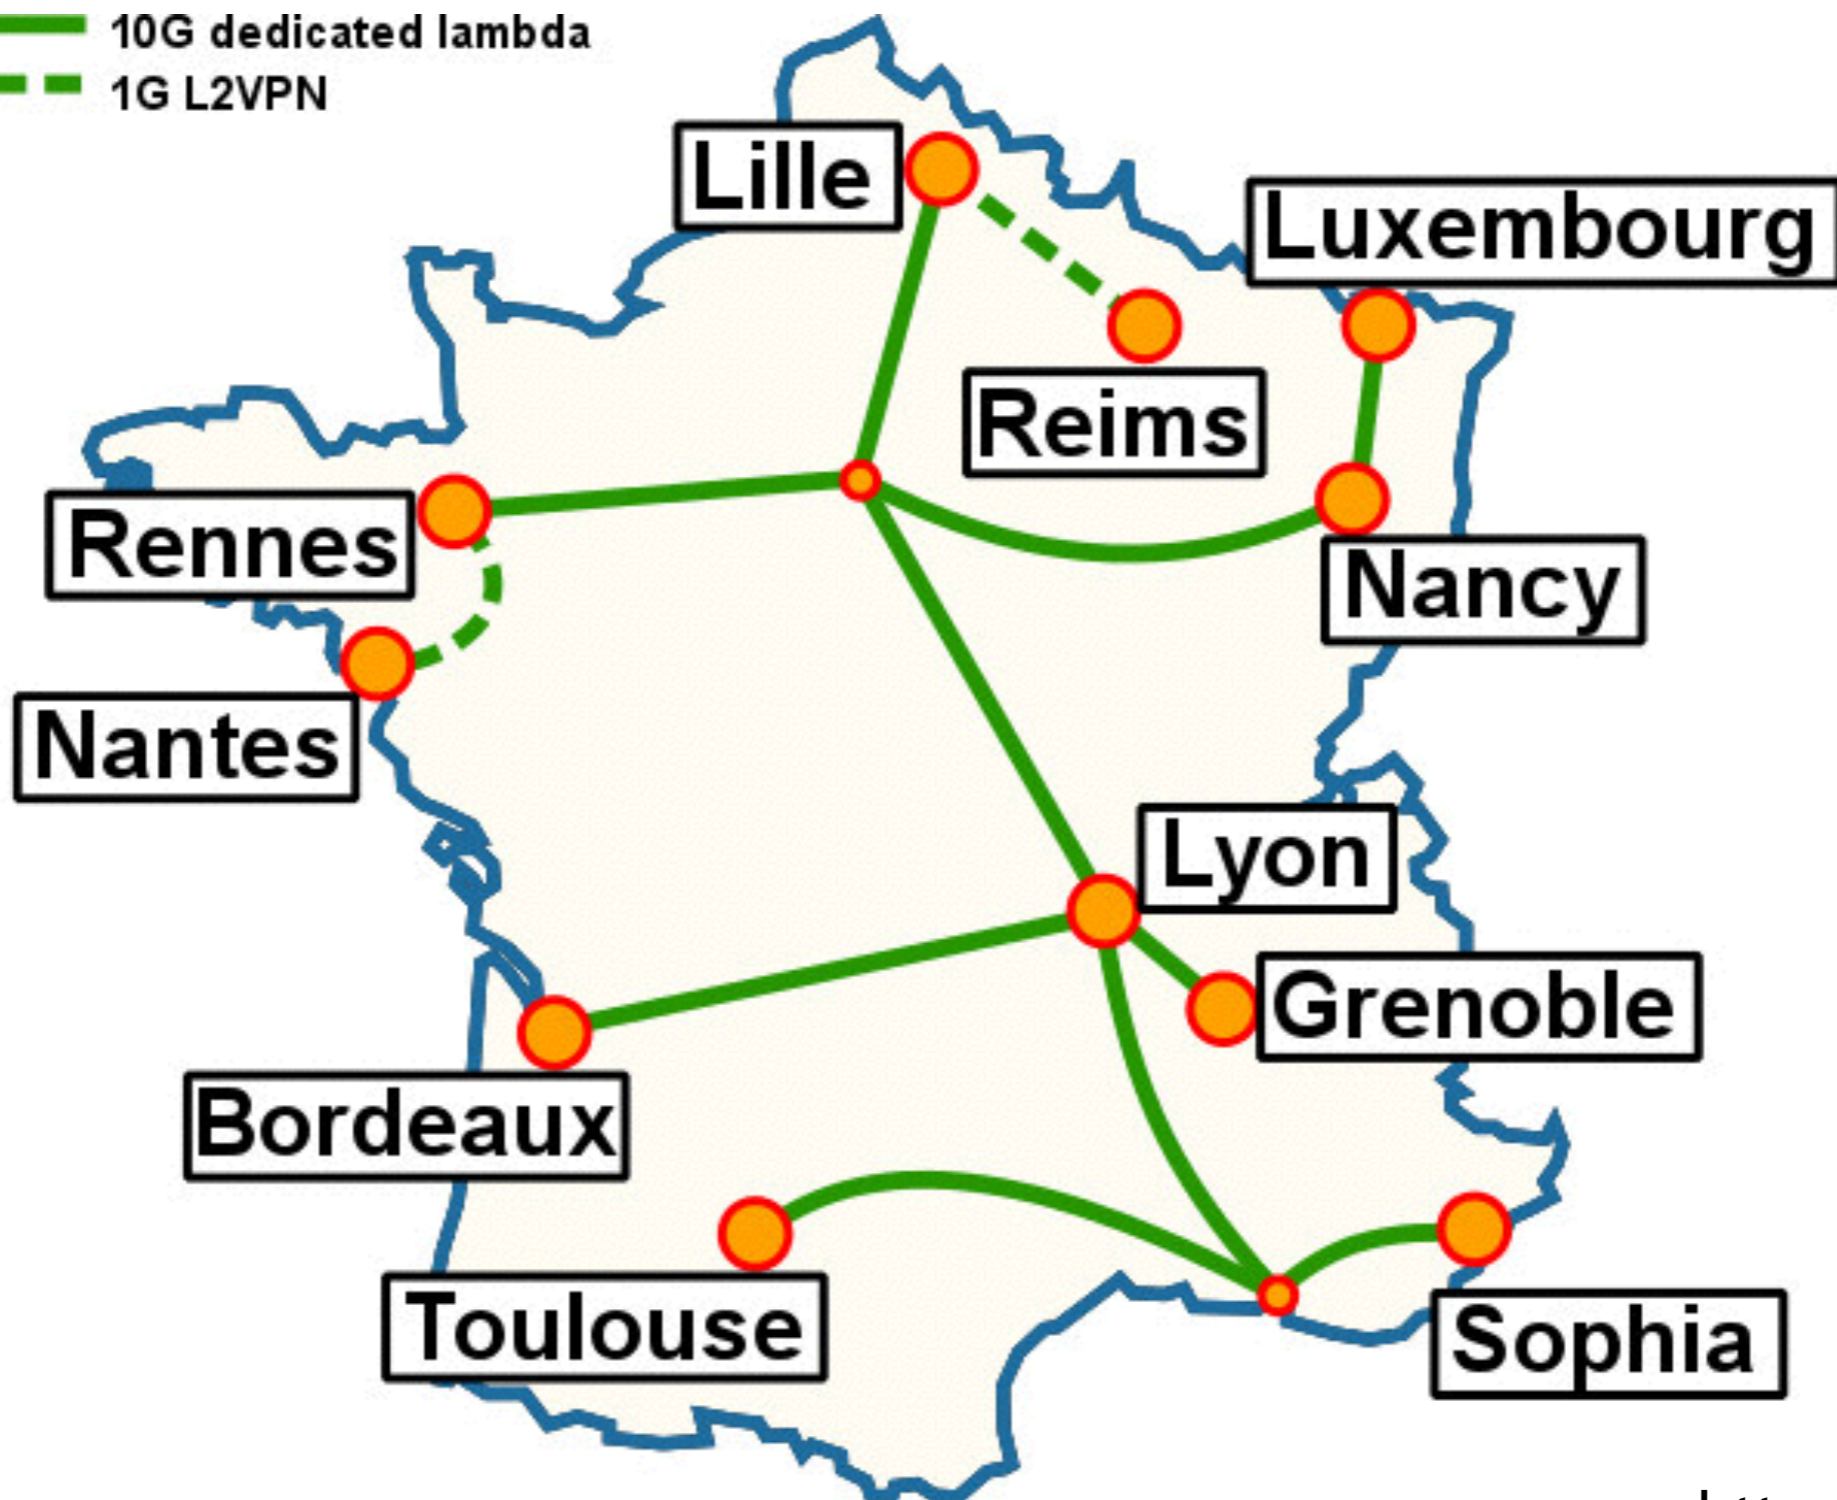 10G dedicated lambda
1G L2VPN
Lille
Luxembourg
Reims
Rennes
Nancy
Nantes
Lyon
Grenoble
Bordeaux
Toulouse
Sophia